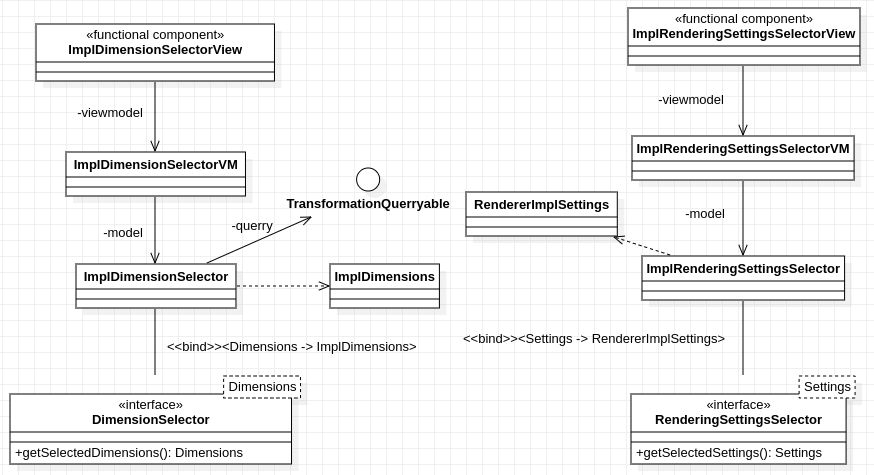 «functional component»
ImplDimensionSelectorView
-viewmodel
ImplDimensionSelectorVM
-model
TransformationQuerryable
-querry
ImplDimensionSelector
ImplDimensions
<<bind>><Dimensions -> ImplDimensions>
Dimensions
«interface»
DimensionSelector
+getSelectedDimensions(): Dimensions
«functional component»
ImplRenderingSettingsSelectorView
-viewmodel
ImplRenderingSettingsSelectorVM
-model
RendererImplSettings
ImplRenderingSettingsSelector
<<bind>><Settings -> RendererImplSettings>
Settings
«interface»
RenderingSettingsSelector
+getSelectedSettings(): Settings